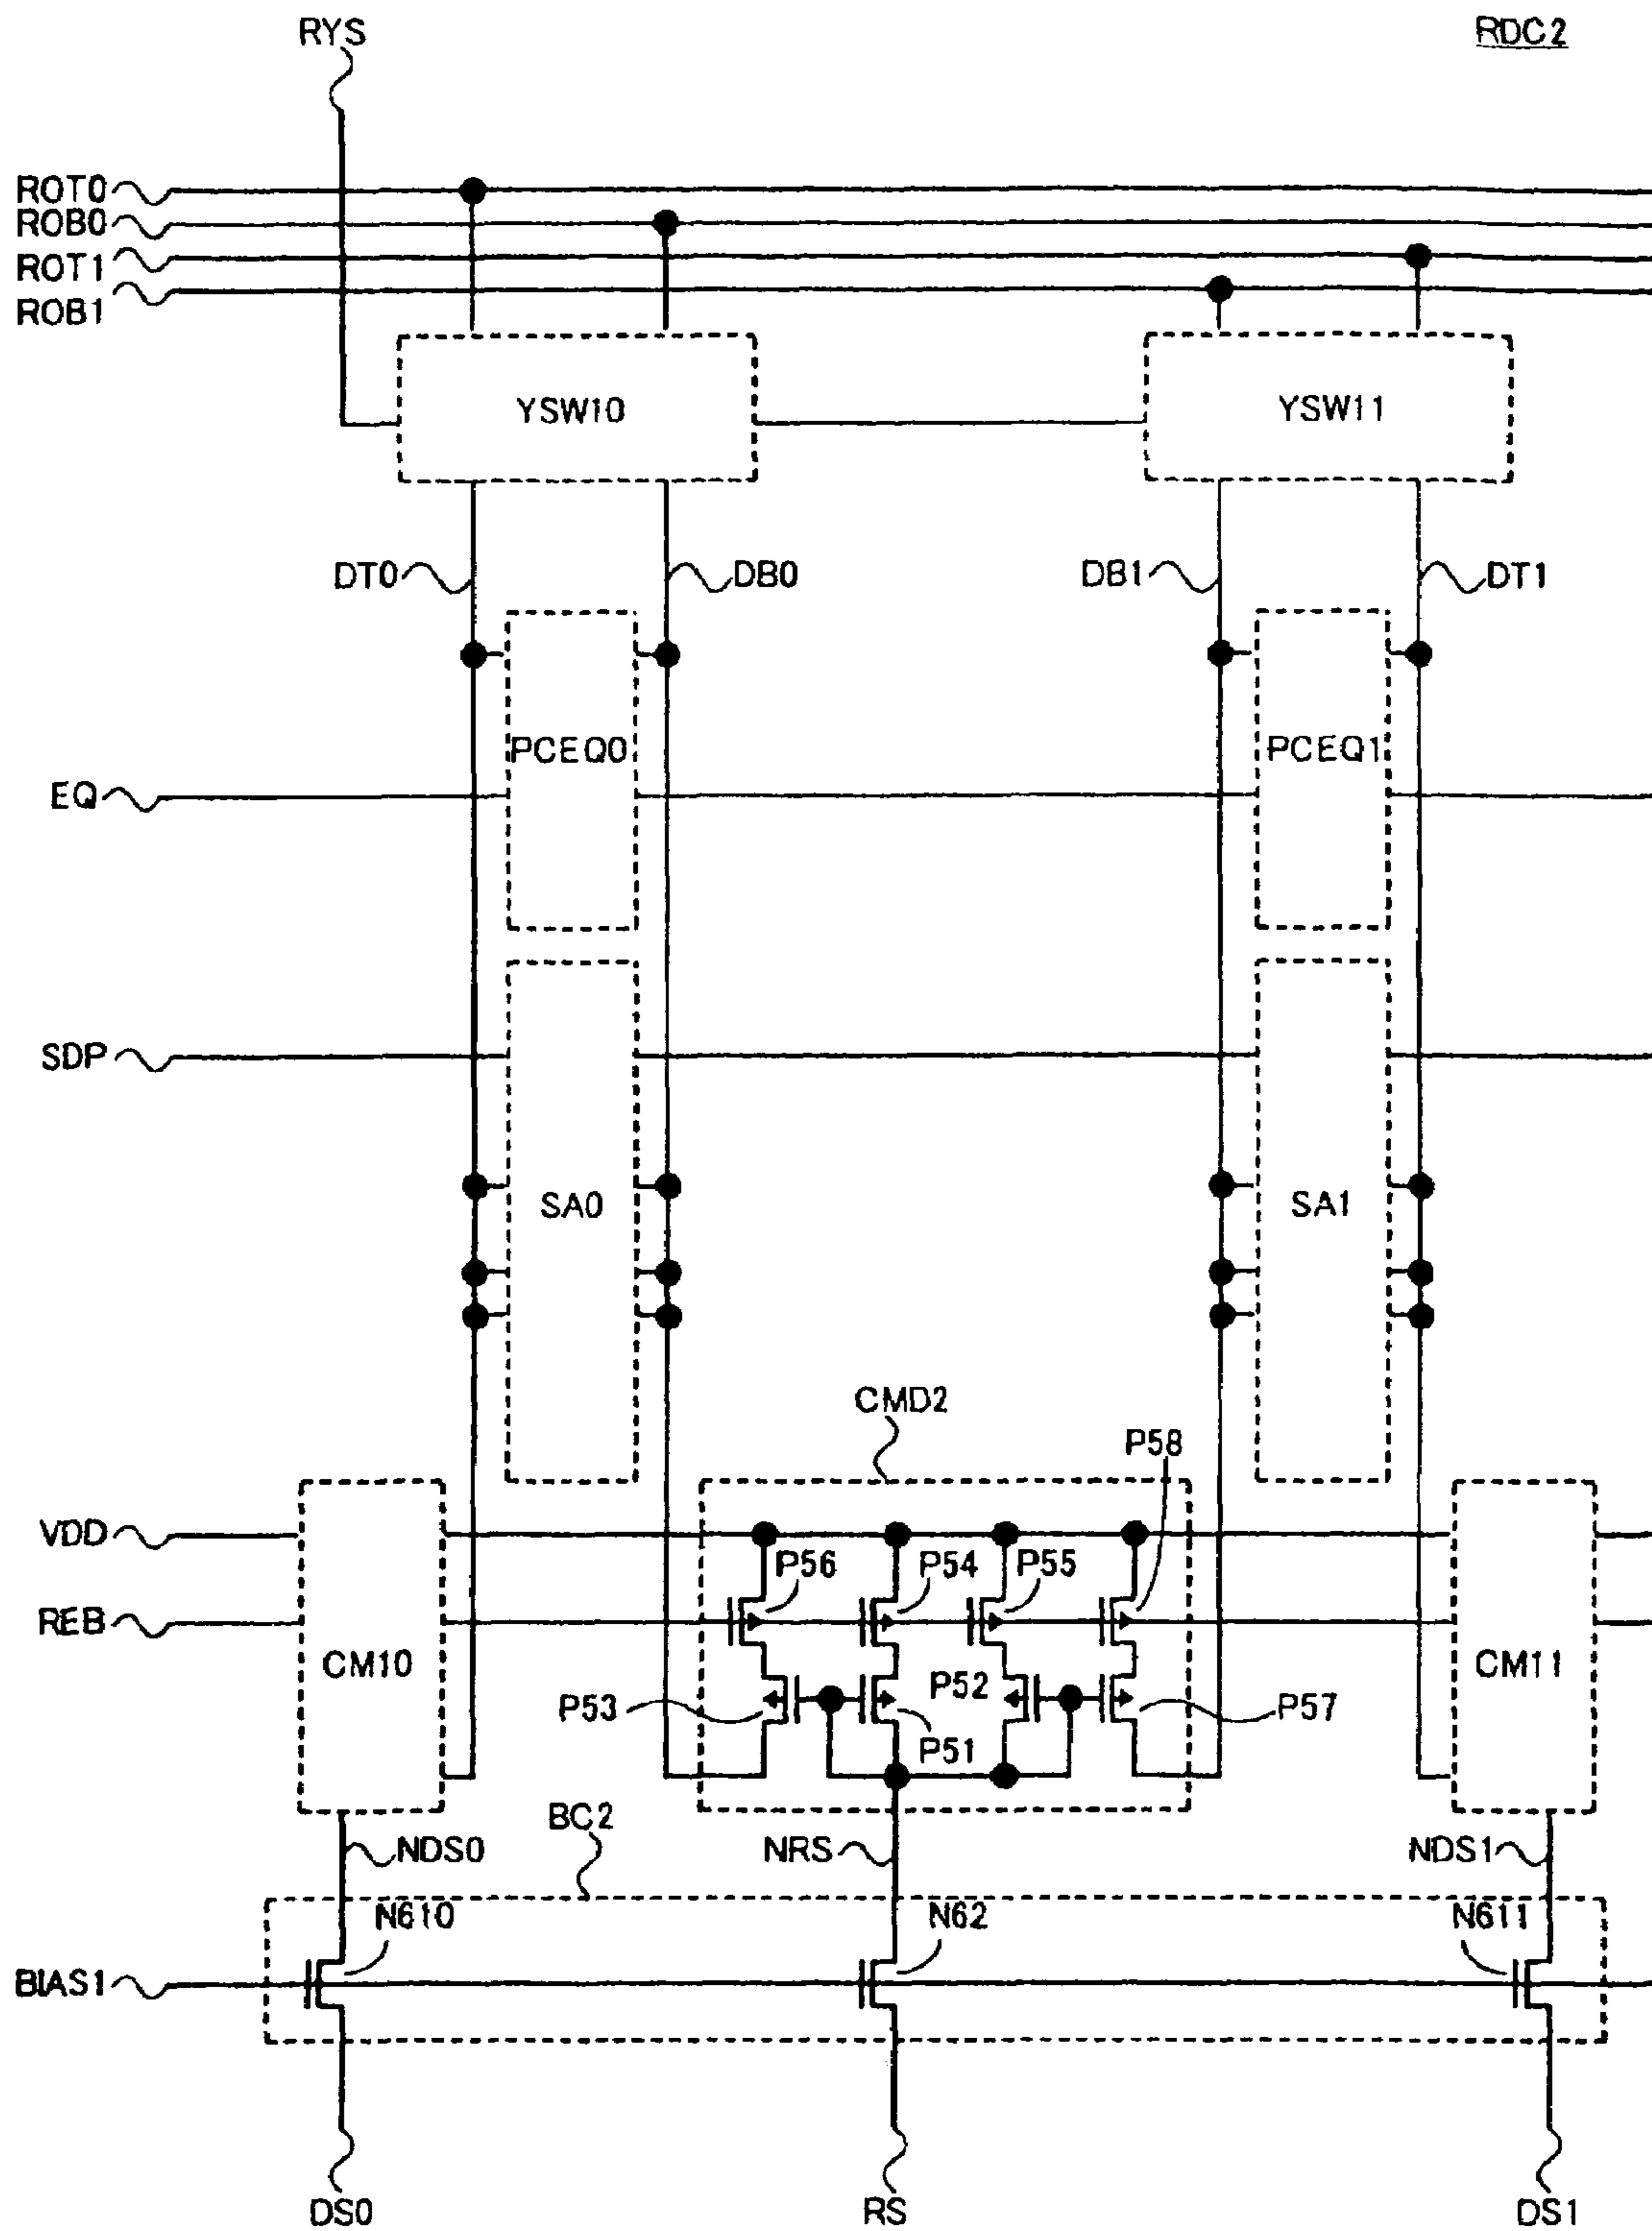 RYS
RDC2
ROT0
ROB0
ROT1
ROB1
YSW10
YSW11
DT0
DB0
DB1
DT1
PCEQ0
PCEQ1
EQ
SDP
SA0
SA1
CMD2
P58
VDD
P56
P54
P55
REB
CM10
CM11
P53
P52
P51
P57
BC2
NDS0
NRS
NDS1
N610
N62
N611
BIAS1
DS0
RS
DS1